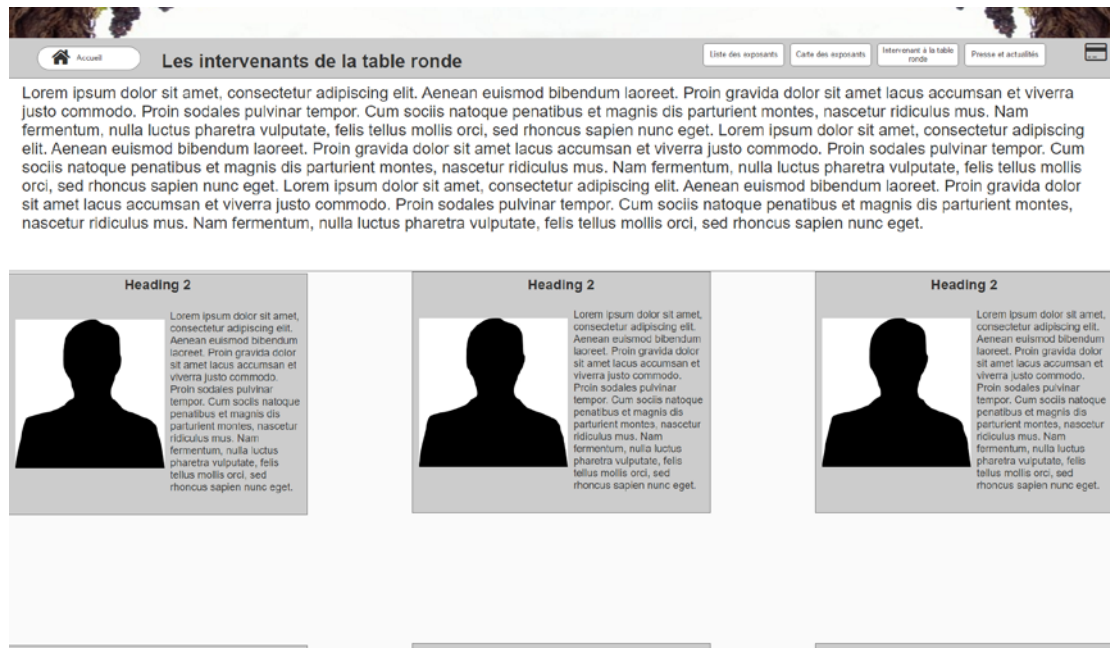 Accueil
Les intervenants de la table ronde
Liste des exposants
Carte des exposants
Intervenant à la table
ronde
Presse et actualités
Lorem ipsum dolor sit amet, consectetur adipiscing elit. Aenean euismod bibendum laoreet. Proin gravida dolor sit amet lacus accumsan et viverra
justo commodo. Proin sodales pulvinar tempor. Cum sociis natoque penatibus et magnis dis parturient montes, nascetur ridiculus mus. Nam
fermentum, nulla luctus pharetra vulputate, felis tellus mollis orci, sed rhoncus sapien nunc eget. Lorem ipsum dolor sit amet, consectetur adipiscing
elit. Aenean euismod bibendum laoreet. Proin gravida dolor sit amet lacus accumsan et viverra justo commodo. Proin sodales pulvinar tempor. Cum
sociis natoque penatibus et magnis dis parturient montes, nascetur ridiculus mus. Nam fermentum, nulla luctus pharetra vulputate, felis tellus mollis
orci, sed rhoncus sapien nunc eget. Lorem ipsum dolor sit amet, consectetur adipiscing elit. Aenean euismod bibendum laoreet. Proin gravida dolor
sit amet lacus accumsan et viverra justo commodo. Proin sodales pulvinar tempor. Cum sociis natoque penatibus et magnis dis parturient montes,
nascetur ridiculus mus. Nam fermentum, nulla luctus pharetra vulputate, felis tellus mollis orci, sed rhoncus sapien nunc eget.
Heading 2
Lorem ipsum dolor sit amet,
consectetur adipiscing elit.
Aenean euismod bibendum
laoreet. Proin gravida dolor
sit amet lacus accumsan et
viverra justo commodo.
Proin sodales pulvinar
tempor. Cum sociis natoque
penatibus et magnis dis
parturient montes, nascetur
ridiculus mus. Nam
fermentum, nulla luctus
pharetra vulputate, felis
tellus mollis orci, sed
rhoncus sapien nunc eget.
Heading 2
Lorem ipsum dolor sit amet,
consectetur adipiscing elit.
Aenean euismod bibendum
laoreet. Proin gravida dolor
sit amet lacus accumsan et
viverra justo commodo.
Proin sodales pulvinar
tempor. Cum sociis natoque
penatibus et magnis dis
parturient montes, nascetur
ridiculus mus. Nam
fermentum, nulla luctus
pharetra vulputate, felis
tellus mollis orci, sed
rhoncus sapien nunc eget.
Heading 2
Lorem ipsum dolor sit amet,
consectetur adipiscing elit.
Aenean euismod bibendum
laoreet. Proin gravida dolor
sit amet lacus accumsan et
viverra justo commodo.
Proin sodales pulvinar
tempor. Cum sociis natoque
penatibus et magnis dis
parturient montes, nascetur
ridiculus mus. Nam
fermentum, nulla luctus
pharetra vulputate, felis
tellus mollis orci, sed
rhoncus sapien nunc eget.